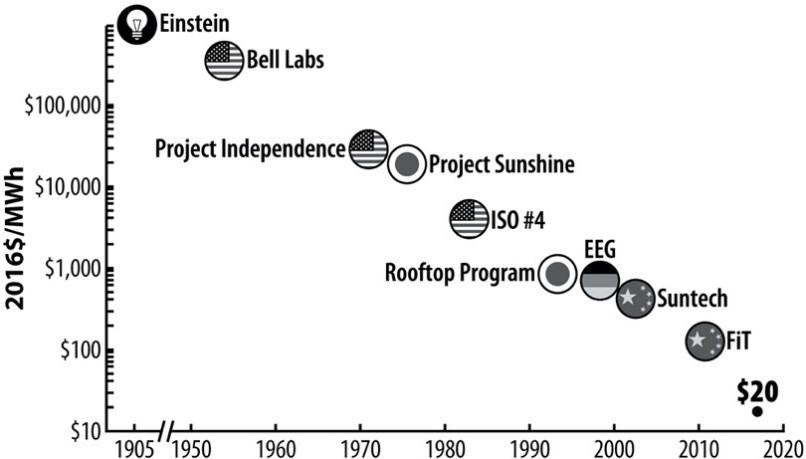 Einstein
Bell Labs
$100,000
Project Independence
Project Sunshine
$10,000
ISO #4
EEG
$1,000
Rooftop Program
Suntech
$100
FiT
$20
$10
2016$/MWh
1905 1950 1960 1970 1980 1990 2000 2010 2020